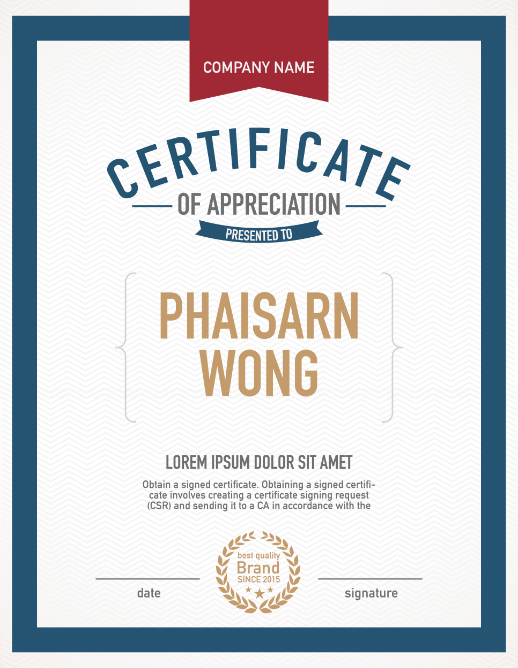 COMPANY NAME
CERTIFICATE
OF APPRECIATION
PRESENTED TO
PHAISARN
WONG
LOREM IPSUM DOLOR SIT AMET
Obtain a signed certificate. Obtaining a signed certifi-
cate involves creating a certificate signing request
(CSR) and sending it to a CA in accordance with the
best quality
Brand
SINCE 2015
date
signature